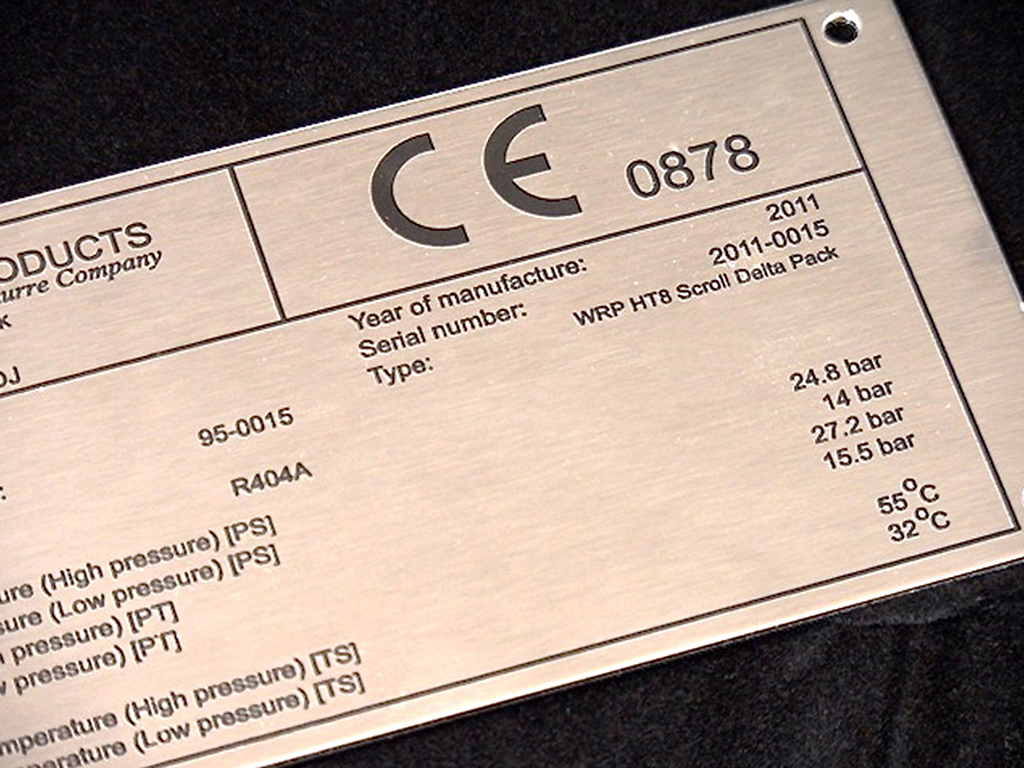 CE 0878
ODUCTS
urre Company
k
DJ
Year of manufacture: 2011
Serial number: 2011-0015
Type: WRP HT8 Scroll Delta Pack
95-0015
: R404A
ure (High pressure) [PS] 24.8 bar
sure (Low pressure) [PS] 14 bar
h pressure) [PT] 27.2 bar
w pressure) [PT] 15.5 bar
mperature (High pressure) [TS] 55°C
perature (Low pressure) [TS] 32°C